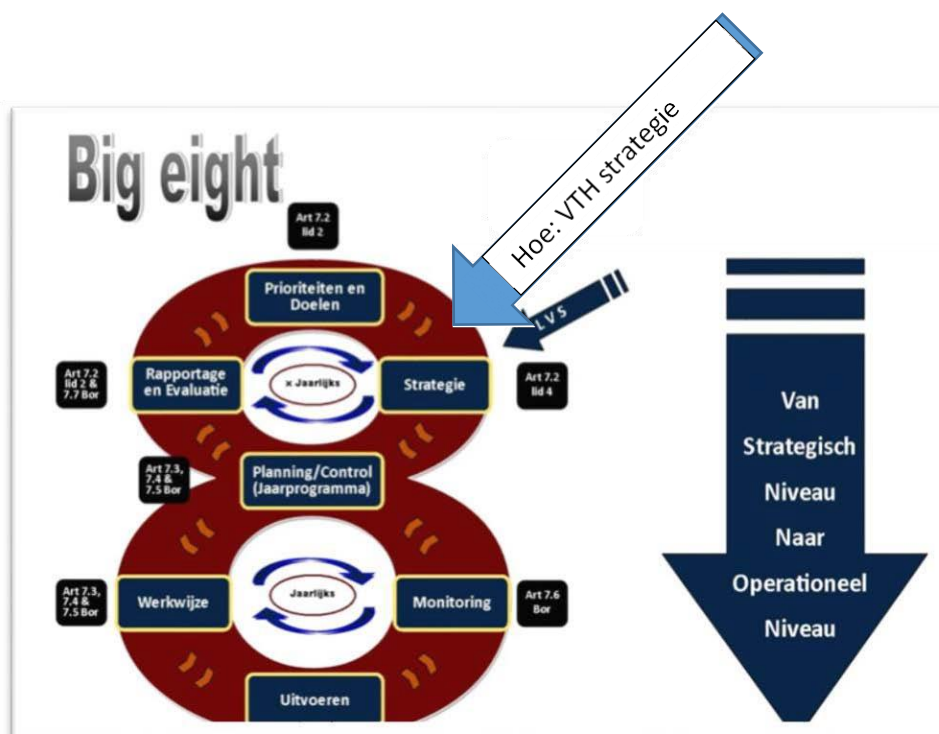 Big eight
Hoe: VTH strategie
Art 7.2
lid 2
Prioriteiten en
Doelen
LVS
Art 7.2
lid 2 &
7.7 Bor
Rapportage
en Evaluatie
x Jaarlijks
Strategie
Art 7.2
lid 4
Art 7.3,
7.4 &
7.5 Bor
Planning/Control
(Jaarprogramma)
Art 7.3,
7.4 &
7.5 Bor
Werkwijze
Jaarlijks
Monitoring
Art 7.6
Bor
Uitvoeren
Van
Strategisch
Niveau
Naar
Operationeel
Niveau